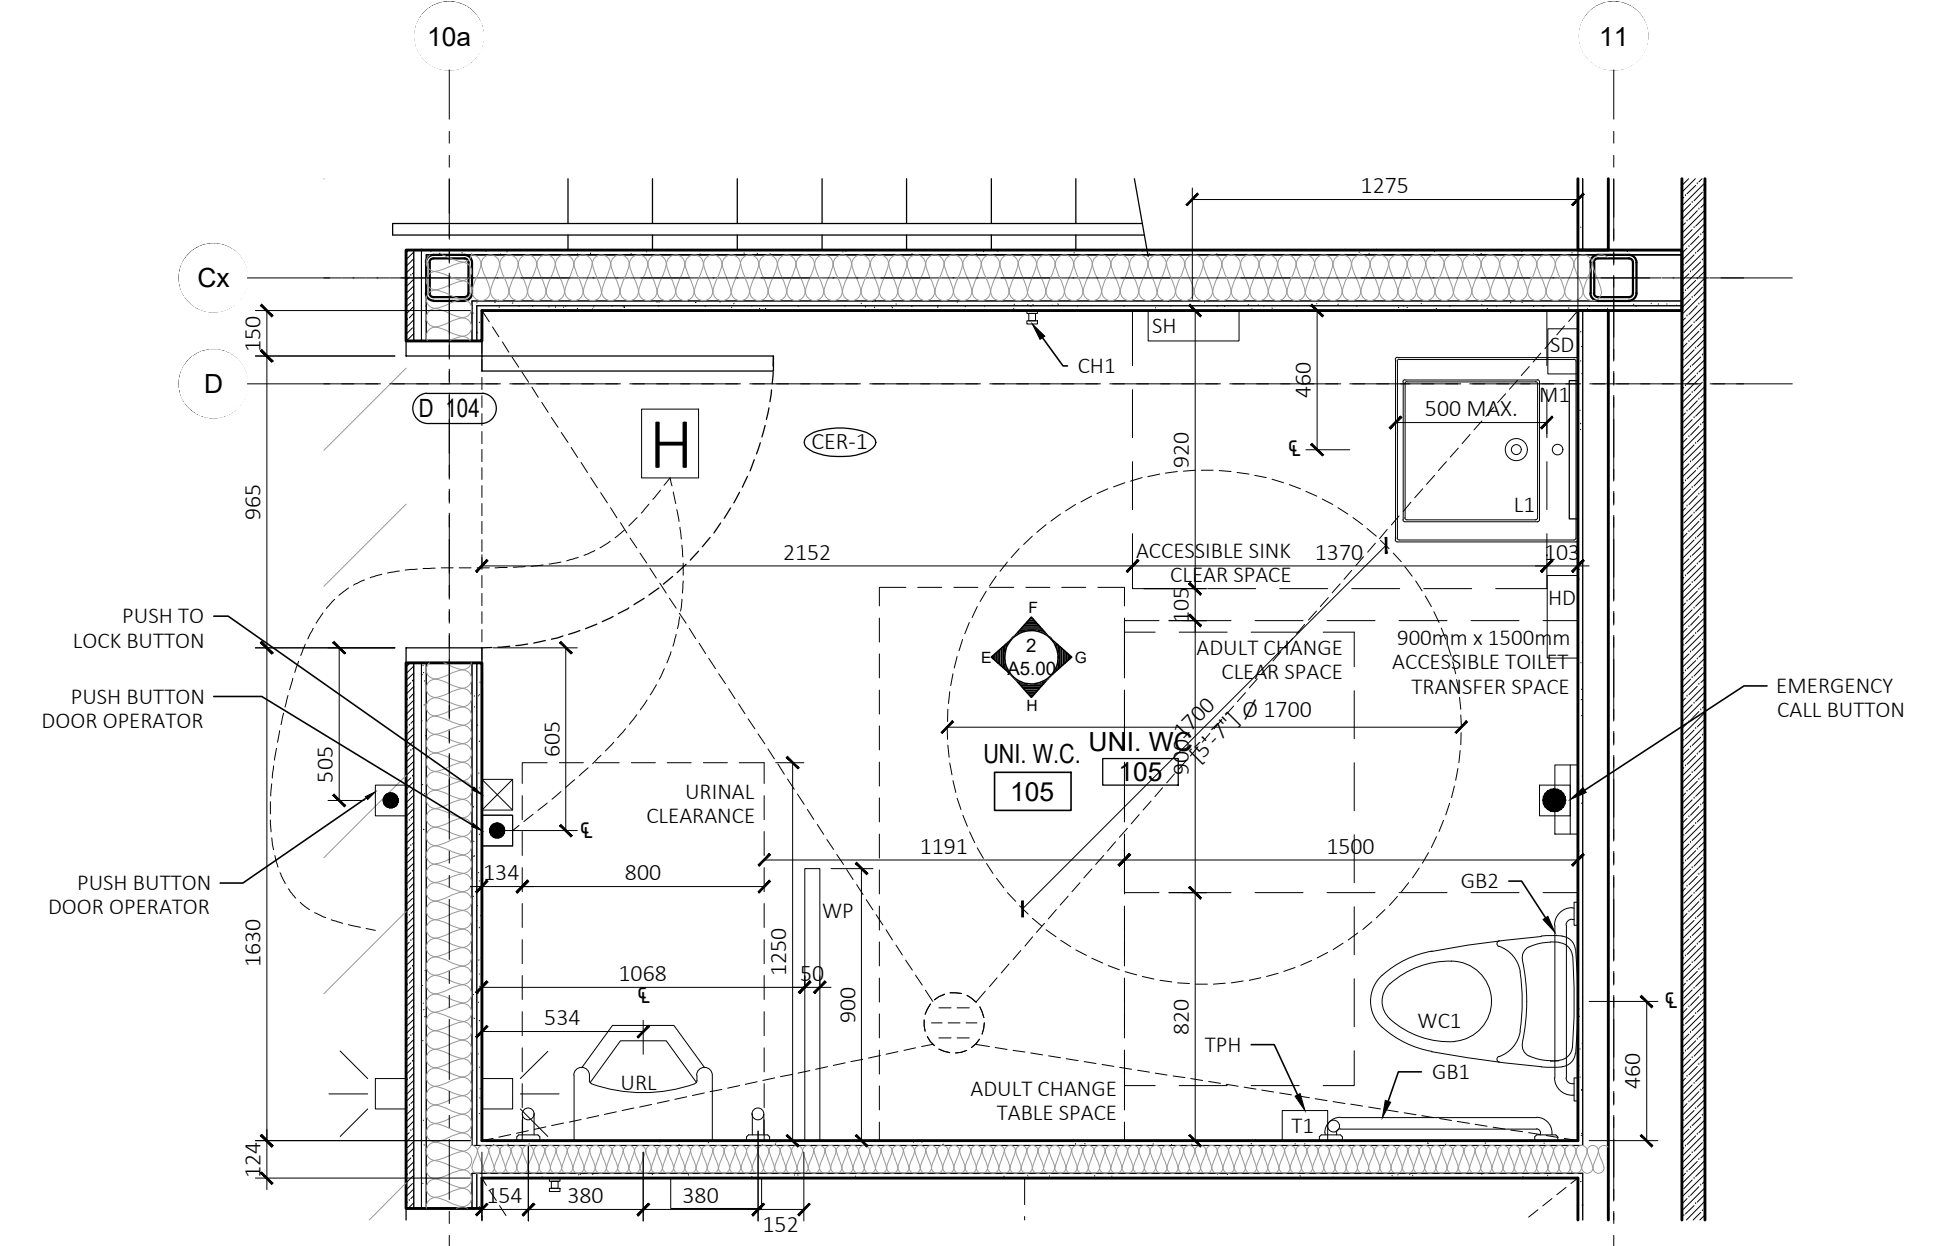 10a
11
1275
Cx
150
SH
SD
CH1
460
D
M1
D 104
500 MAX.
H
CER-1
℄
920
965
L1
2152
ACCESSIBLE SINK
CLEAR SPACE
1370
103
105
HD
F
PUSH TO
LOCK BUTTON
2
E
G
A5.00
H
ADULT CHANGE
CLEAR SPACE
900mm x 1500mm
ACCESSIBLE TOILET
TRANSFER SPACE
PUSH BUTTON
DOOR OPERATOR
EMERGENCY
CALL BUTTON
Ø 1700
1700
[5'-7"]
605
505
UNI. W.C.
105
UNI. WC
105
900
URINAL
CLEARANCE
℄
1191
1500
134
800
GB2
PUSH BUTTON
DOOR OPERATOR
WP
1630
1250
1068
50
℄
900
℄
534
820
WC1
TPH
460
URL
GB1
ADULT CHANGE
TABLE SPACE
T1
124
154
380
380
152